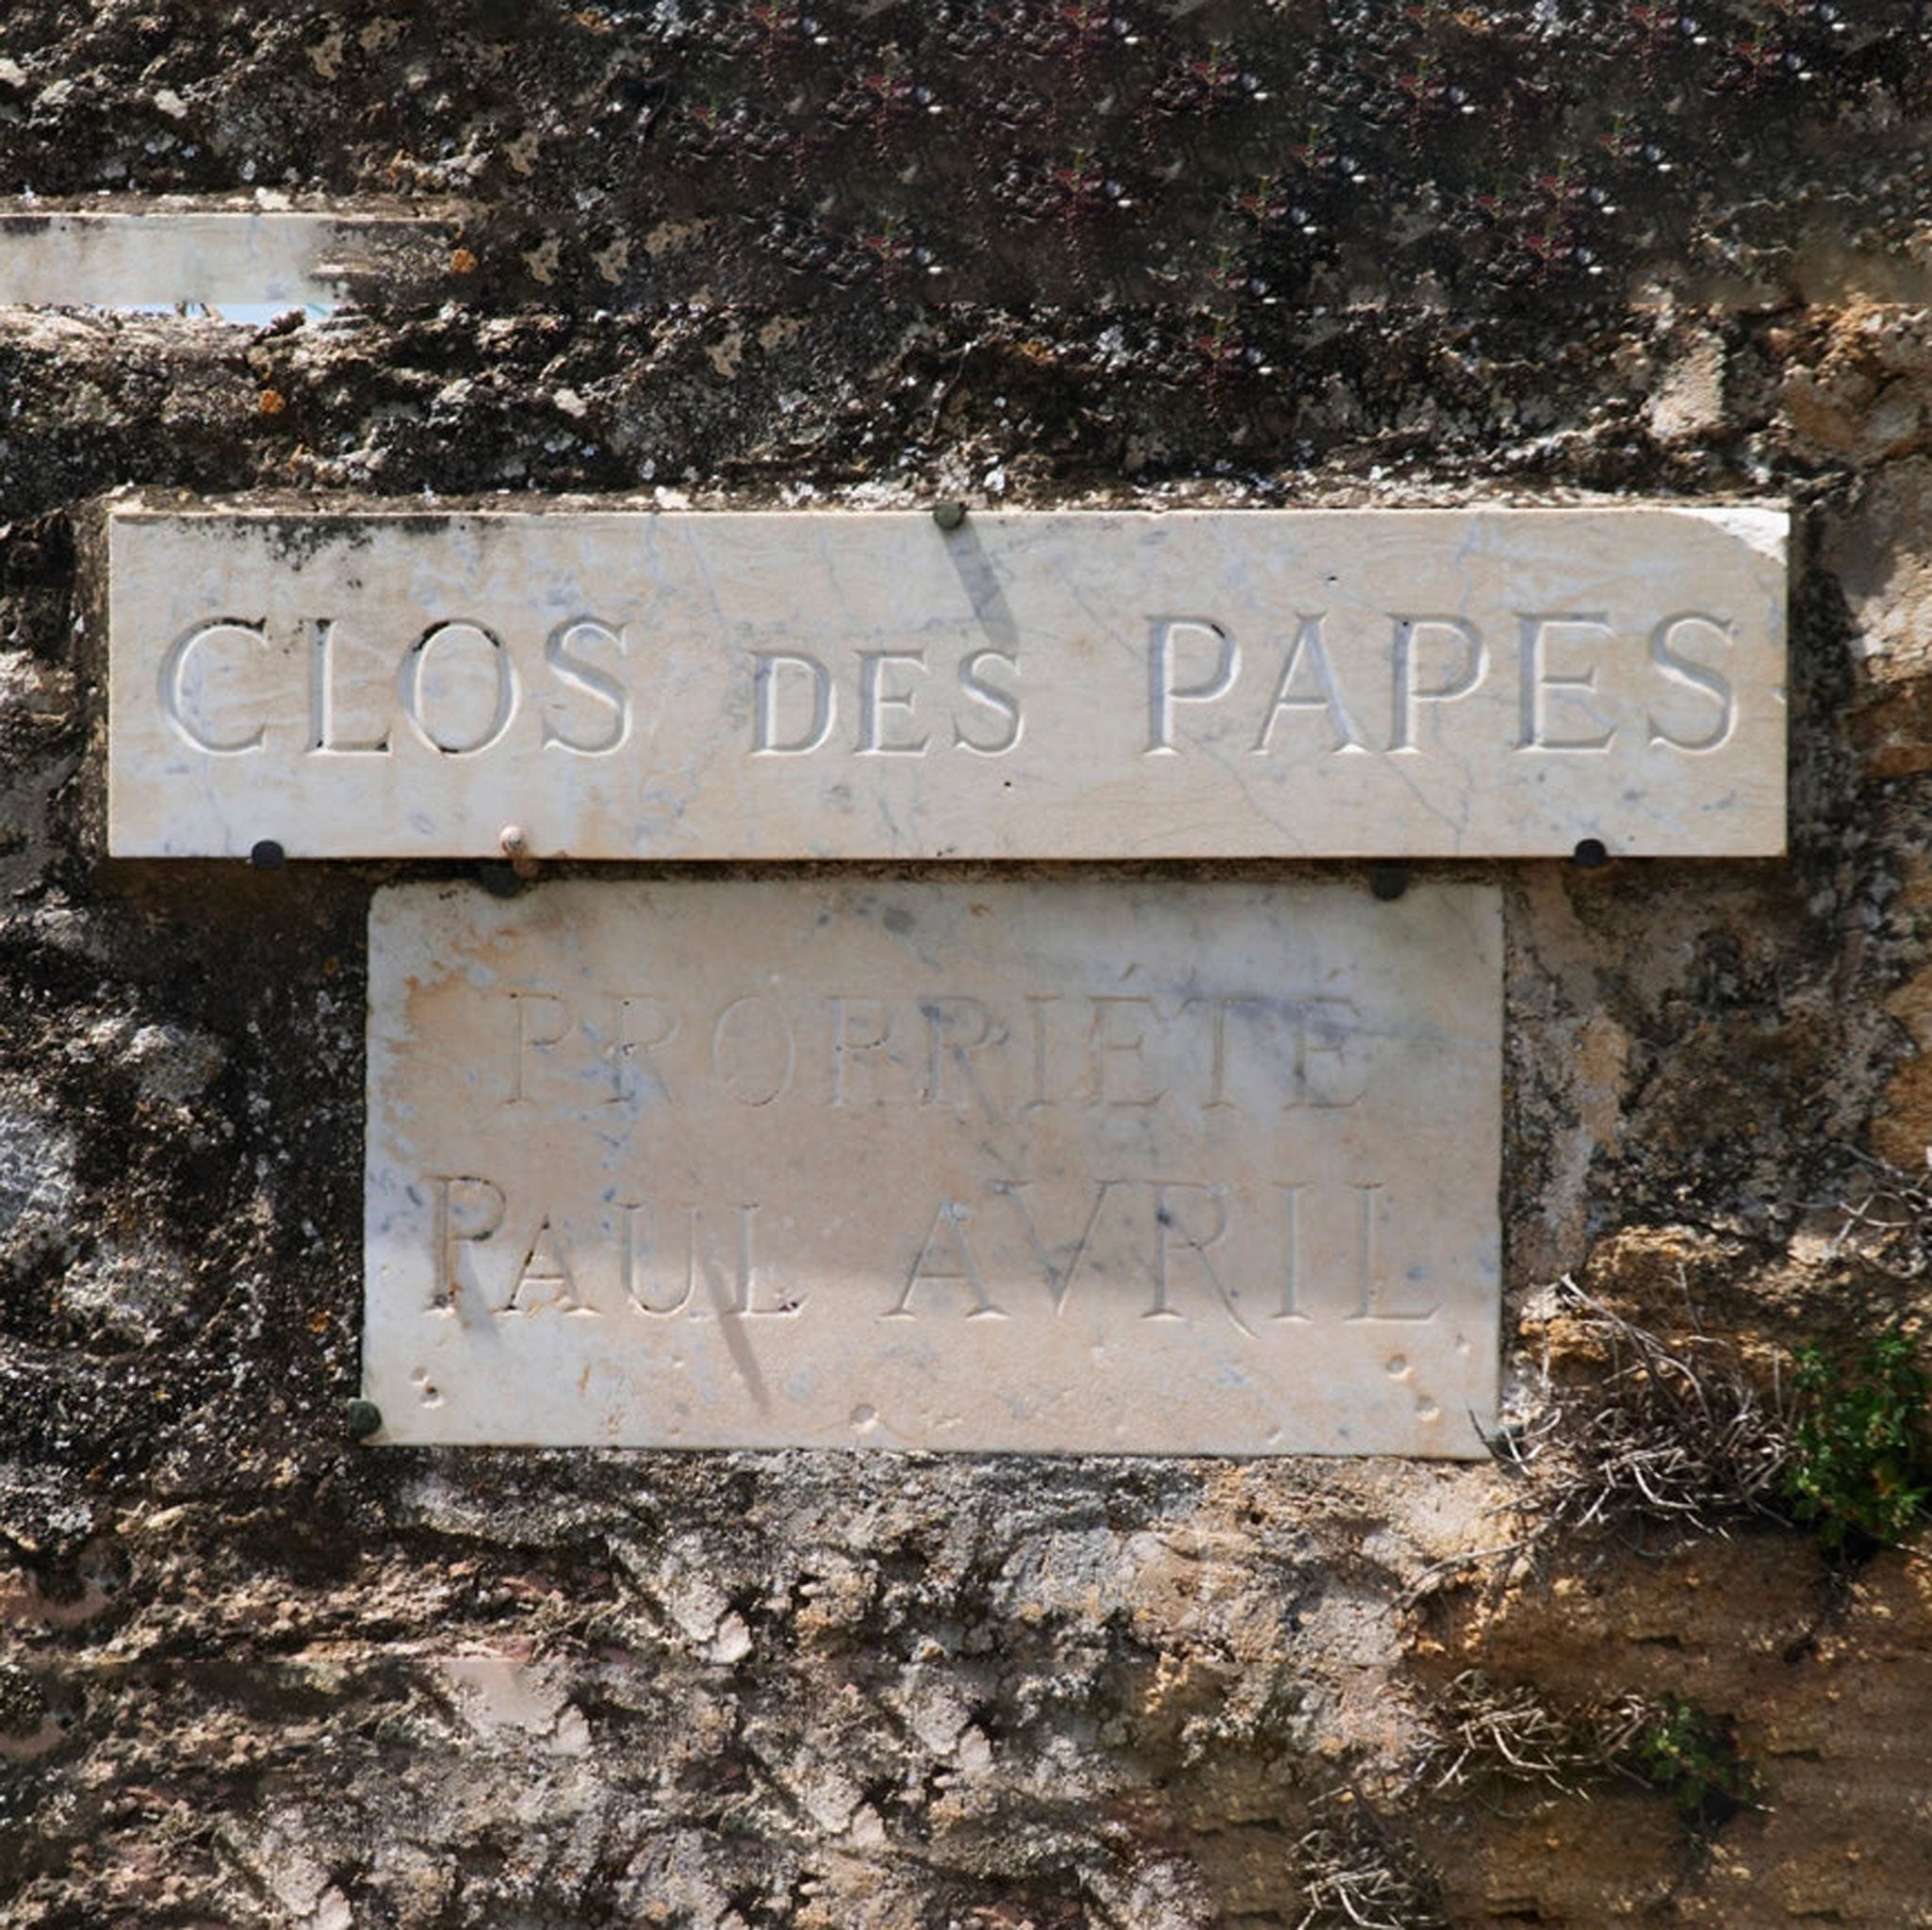 CLOS DES PAPES
PROPRIÉTÉ
PAUL AVRIL